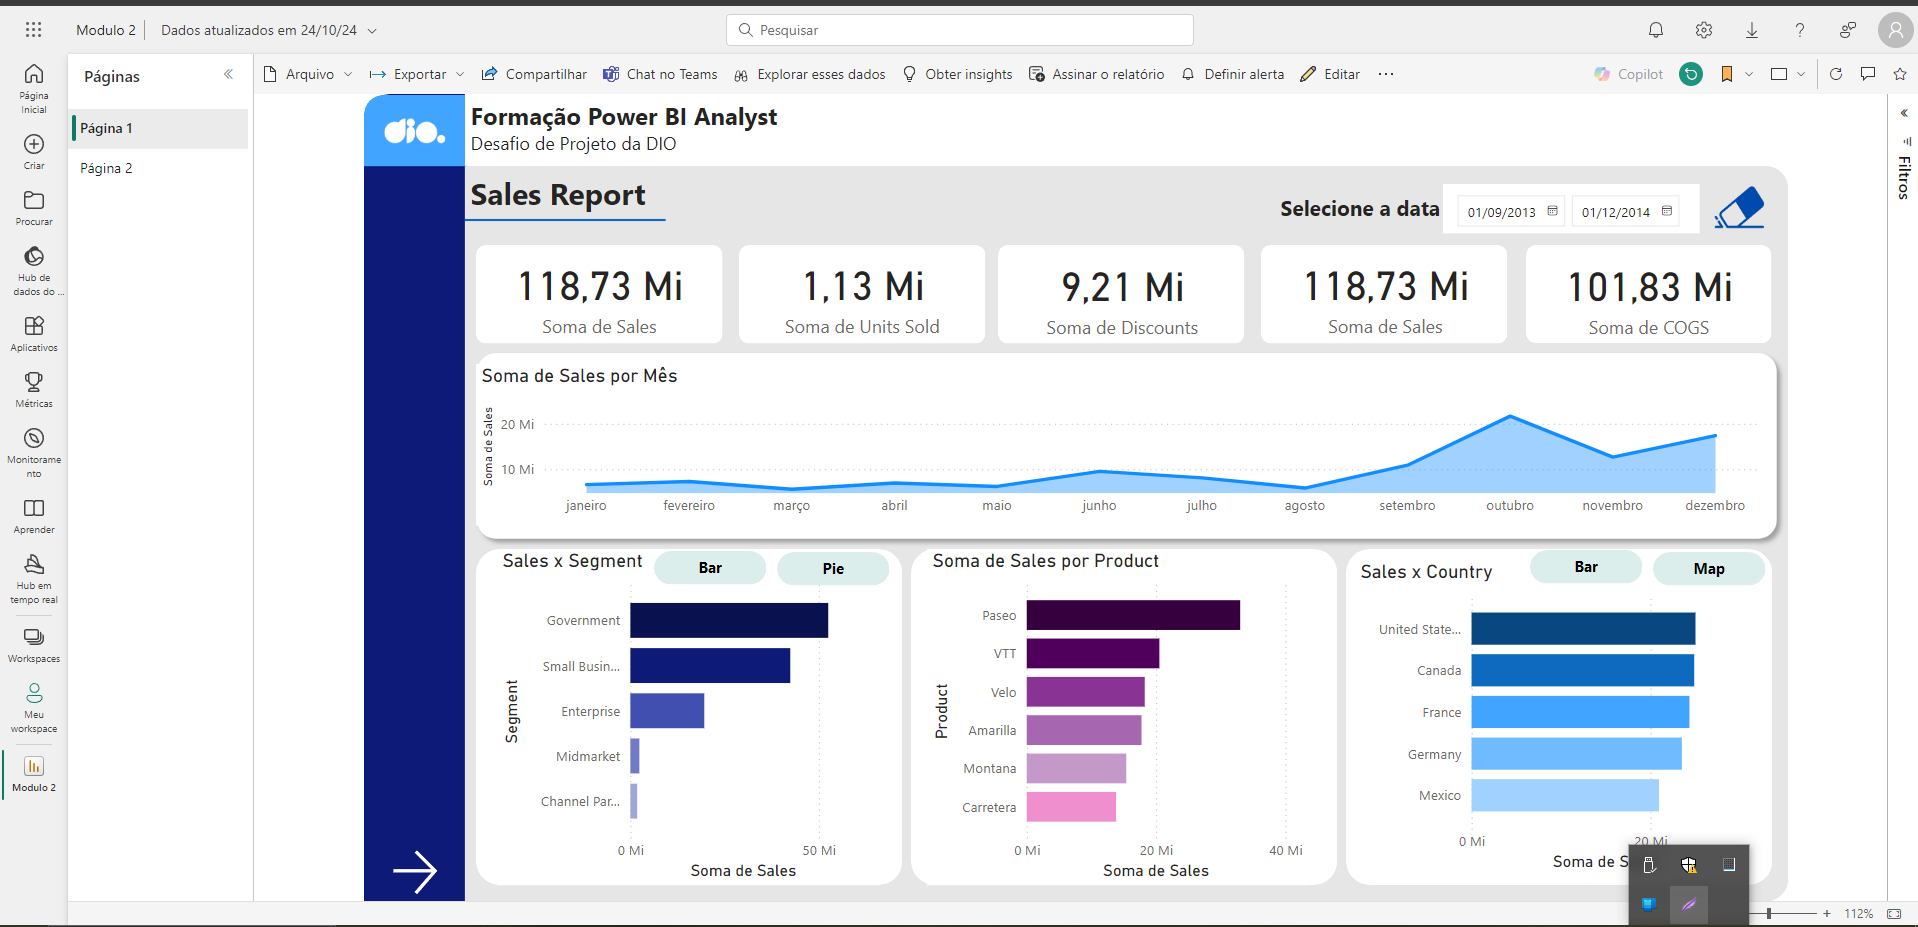 Modulo 2
Dados atualizados em 24/10/24
Pesquisar
Página Inicial
Criar
Procurar
Hub de dados do ...
Aplicativos
Métricas
Monitorame nto
Aprender
Hub em tempo real
Workspaces
Meu workspace
Modulo 2
Páginas
Página 1
Página 2
Arquivo
Exportar
Compartilhar
Chat no Teams
Explorar esses dados
Obter insights
Assinar o relatório
Definir alerta
Editar
Copilot
Filtros
dio.
Formação Power BI Analyst
Desafio de Projeto da DIO
Sales Report
Selecione a data
01/09/2013
01/12/2014
118,73 Mi
Soma de Sales
1,13 Mi
Soma de Units Sold
9,21 Mi
Soma de Discounts
118,73 Mi
Soma de Sales
101,83 Mi
Soma de COGS
Soma de Sales por Mês
Soma de Sales
20 Mi
10 Mi
janeiro
fevereiro
março
abril
maio
junho
julho
agosto
setembro
outubro
novembro
dezembro
Sales x Segment
Bar
Pie
Segment
Government
Small Busin...
Enterprise
Midmarket
Channel Par...
0 Mi
50 Mi
Soma de Sales
Soma de Sales por Product
Product
Paseo
VTT
Velo
Amarilla
Montana
Carretera
0 Mi
20 Mi
40 Mi
Soma de Sales
Sales x Country
Bar
Map
United State...
Canada
France
Germany
Mexico
0 Mi
20 Mi
Soma de S
112%